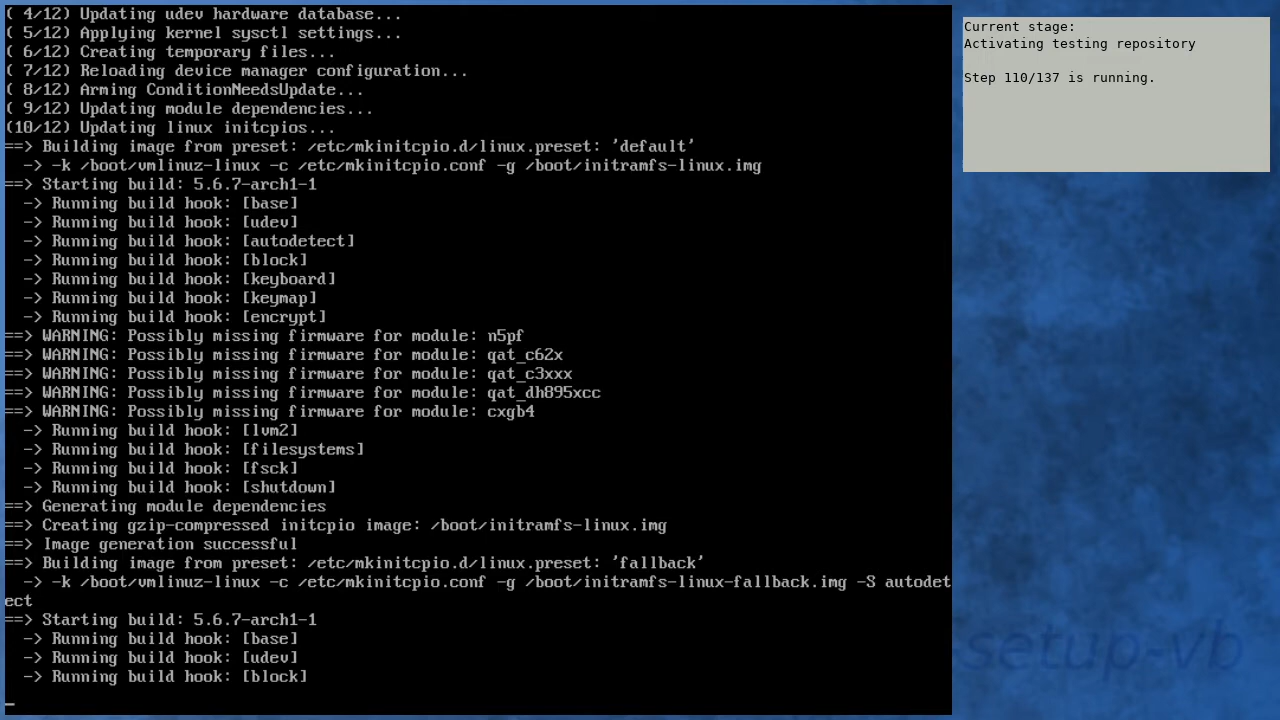 ( 4/12) Updating udev hardware database...
( 5/12) Applying kernel sysctl settings...
( 6/12) Creating temporary files...
( 7/12) Reloading device manager configuration...
( 8/12) Arming ConditionNeedsUpdate...
( 9/12) Updating module dependencies...
(10/12) Updating linux initcpios...
==> Building image from preset: /etc/mkinitcpio.d/linux.preset: 'default'
  -> -k /boot/vmlinuz-linux -c /etc/mkinitcpio.conf -g /boot/initramfs-linux.img
==> Starting build: 5.6.7-arch1-1
  -> Running build hook: [base]
  -> Running build hook: [udev]
  -> Running build hook: [autodetect]
  -> Running build hook: [block]
  -> Running build hook: [keyboard]
  -> Running build hook: [keymap]
  -> Running build hook: [encrypt]
==> WARNING: Possibly missing firmware for module: n5pf
==> WARNING: Possibly missing firmware for module: qat_c62x
==> WARNING: Possibly missing firmware for module: qat_c3xxx
==> WARNING: Possibly missing firmware for module: qat_dh895xcc
==> WARNING: Possibly missing firmware for module: cxgb4
  -> Running build hook: [lvm2]
  -> Running build hook: [filesystems]
  -> Running build hook: [fsck]
  -> Running build hook: [shutdown]
==> Generating module dependencies
==> Creating gzip-compressed initcpio image: /boot/initramfs-linux.img
==> Image generation successful
==> Building image from preset: /etc/mkinitcpio.d/linux.preset: 'fallback'
  -> -k /boot/vmlinuz-linux -c /etc/mkinitcpio.conf -g /boot/initramfs-linux-fallback.img -S autodet
ect
==> Starting build: 5.6.7-arch1-1
  -> Running build hook: [base]
  -> Running build hook: [udev]
  -> Running build hook: [block]
_
Current stage:
Activating testing repository
Step 110/137 is running.
setup-vb